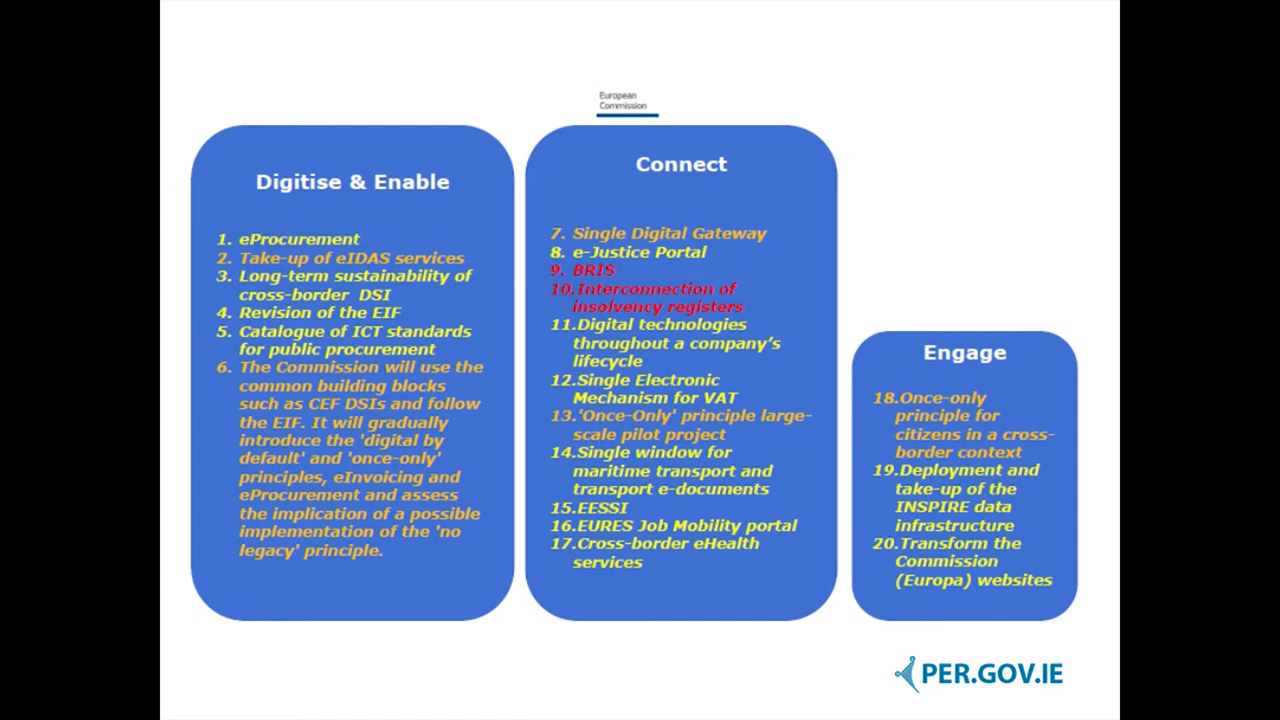 European
Commission
Digitise & Enable
1. eProcurement
2. Take-up of eIDAS services
3. Long-term sustainability of
cross-border DSI
4. Revision of the EIF
5. Catalogue of ICT standards
for public procurement
6. The Commission will use the
common building blocks
such as CEF DSIs and follow
the EIF. It will gradually
introduce the 'digital by
default' and 'once-only'
principles, eInvoicing and
eProcurement and assess
the implication of a possible
implementation of the 'no
legacy' principle.
Connect
7. Single Digital Gateway
8. e-Justice Portal
9. BRIS
10.Interconnection of
insolvency registers
11.Digital technologies
throughout a company’s
lifecycle
12.Single Electronic
Mechanism for VAT
13.'Once-Only' principle large-
scale pilot project
14.Single window for
maritime transport and
transport e-documents
15.EESSI
16.EURES Job Mobility portal
17.Cross-border eHealth
services
Engage
18.Once-only
principle for
citizens in a cross-
border context
19.Deployment and
take-up of the
INSPIRE data
infrastructure
20.Transform the
Commission
(Europa) websites
PER.GOV.IE